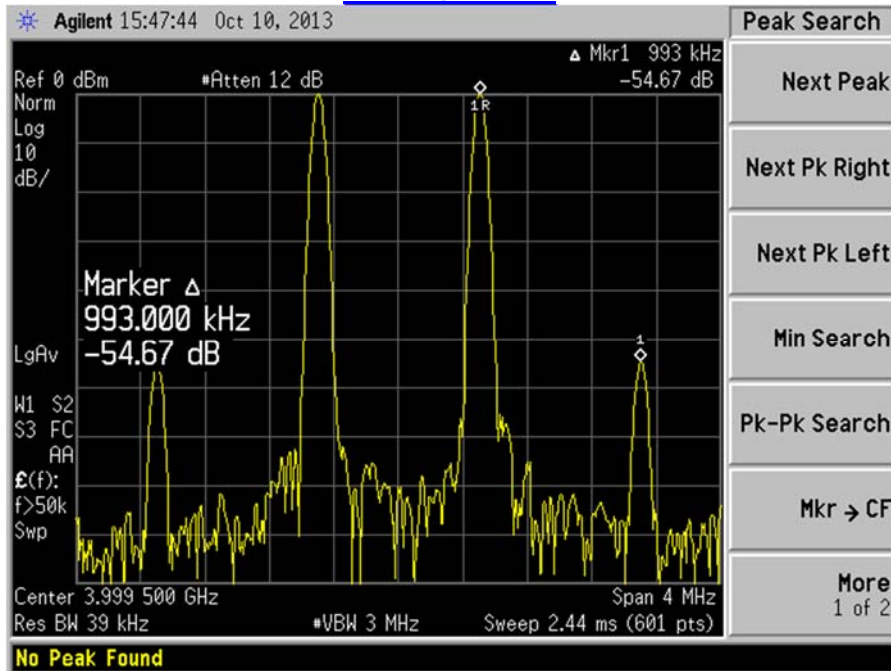 Agilent 15:47:44 Oct 10, 2013
Peak Search
Δ Mkr1 993 kHz
Ref 0 dBm #Atten 12 dB -54.67 dB
Norm
Log
10
dB/
1R
Marker Δ
993.000 kHz
-54.67 dB
LgAv
1
W1 S2
S3 FC
AA
£(f):
f>50k
Swp
Center 3.999 500 GHz Span 4 MHz
Res BW 39 kHz #VBW 3 MHz Sweep 2.44 ms (601 pts)
No Peak Found
Next Peak
Next Pk Right
Next Pk Left
Min Search
Pk-Pk Search
Mkr → CF
More
1 of 2